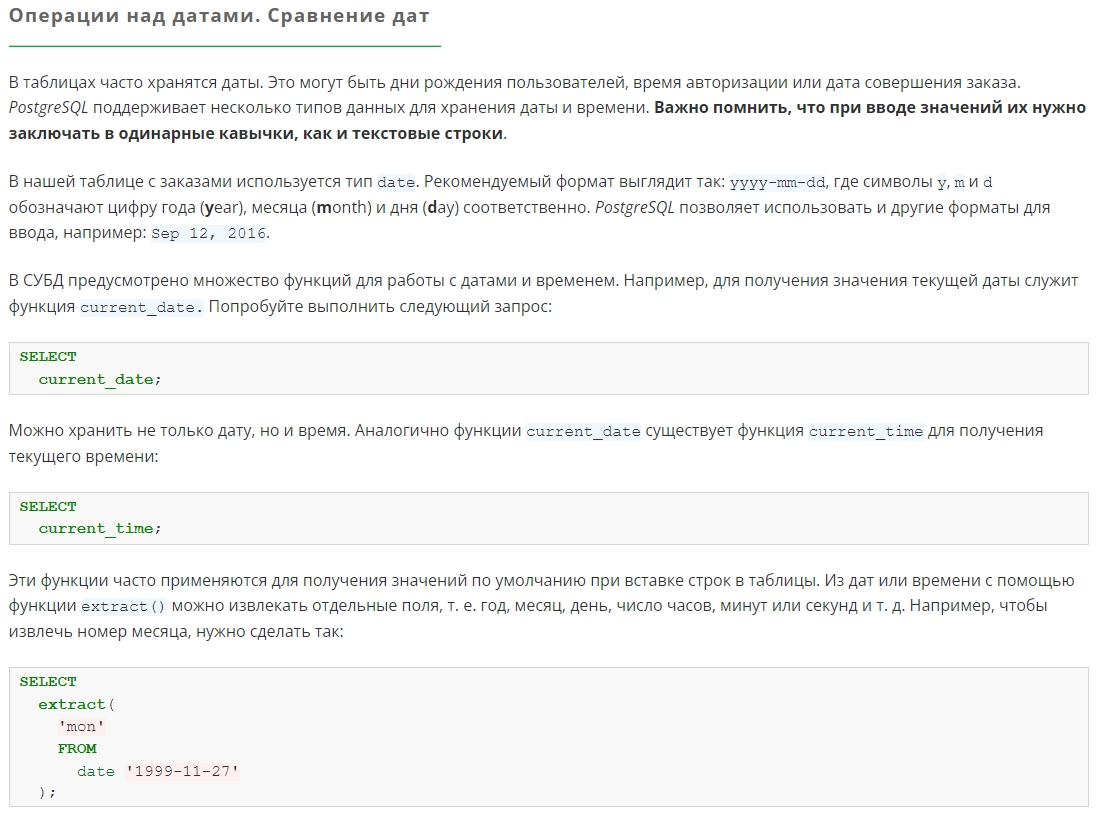 Операции над датами. Сравнение дат
В таблицах часто хранятся даты. Это могут быть дни рождения пользователей, время авторизации или дата совершения заказа.
PostgreSQL поддерживает несколько типов данных для хранения даты и времени. Важно помнить, что при вводе значений их нужно
заключать в одинарные кавычки, как и текстовые строки.
В нашей таблице с заказами используется тип date. Рекомендуемый формат выглядит так: yyyy-mm-dd, где символы y, m и d
обозначают цифру года (year), месяца (month) и дня (day) соответственно. PostgreSQL позволяет использовать и другие форматы для
ввода, например: Sep 12, 2016.
В СУБД предусмотрено множество функций для работы с датами и временем. Например, для получения значения текущей даты служит
функция current_date. Попробуйте выполнить следующий запрос:
SELECT
current_date;
Можно хранить не только дату, но и время. Аналогично функции current_date существует функция current_time для получения
текущего времени:
SELECT
current_time;
Эти функции часто применяются для получения значений по умолчанию при вставке строк в таблицы. Из дат или времени с помощью
функции extract() можно извлекать отдельные поля, т. е. год, месяц, день, число часов, минут или секунд и т. д. Например, чтобы
извлечь номер месяца, нужно сделать так:
SELECT
extract(
'mon'
FROM
date '1999-11-27'
);